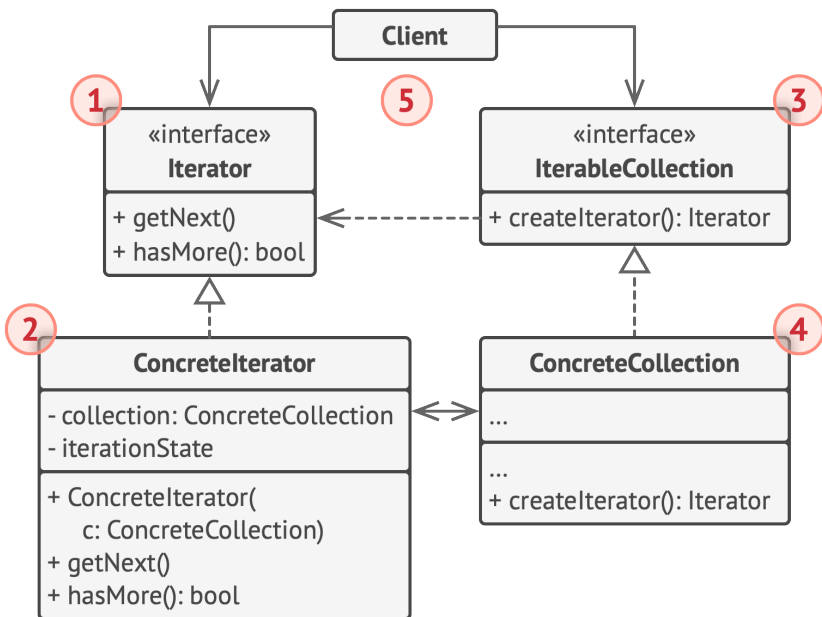 Client
1
5
3
«interface»
Iterator
+ getNext()
+ hasMore(): bool
«interface»
IterableCollection
+ createIterator(): Iterator
2
4
ConcreteIterator
- collection: ConcreteCollection
- iterationState
+ ConcreteIterator(
c: ConcreteCollection)
+ getNext()
+ hasMore(): bool
ConcreteCollection
...
...
+ createIterator(): Iterator